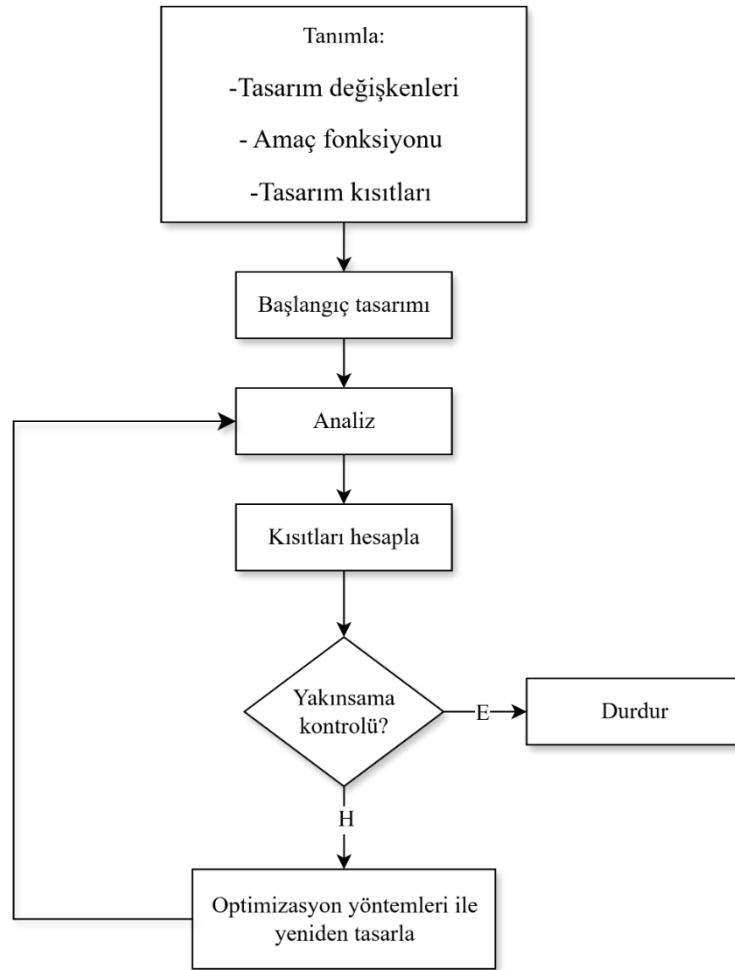 Tanımla:
-Tasarım değişkenleri
- Amaç fonksiyonu
-Tasarım kısıtları
Başlangıç tasarımı
Analiz
Kısıtları hesapla
Yakınsama
kontrolü?
E
Durdur
H
Optimizasyon yöntemleri ile
yeniden tasarla